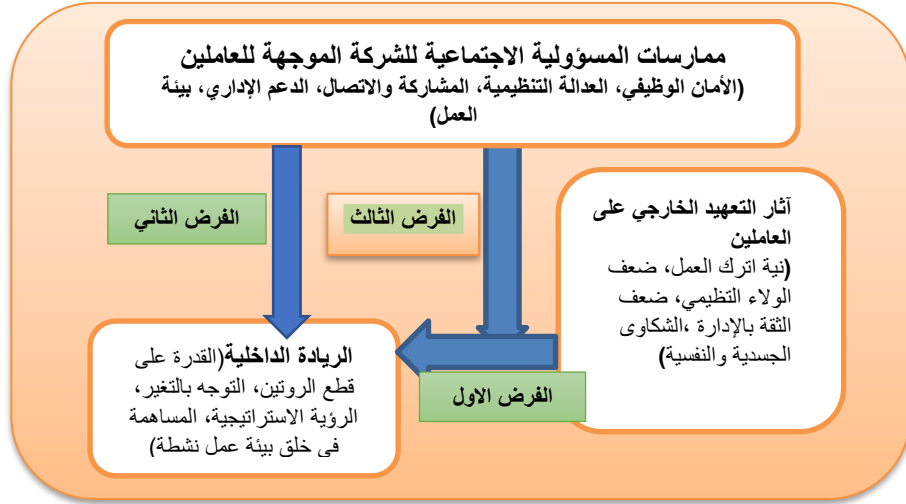 ممارسات المسؤولية الاجتماعية للشركة الموجهة للعاملين
(الأمان الوظيفي، العدالة التنظيمية، المشاركة والاتصال، الدعم الإداري، بيئة
العمل)
الفرض الثاني
الفرض الثالث
آثار التعهيد الخارجي على
العاملين
(نية اترك العمل، ضعف
الولاء التظيمي، ضعف
الثقة بالإدارة ،الشكاوى
الجسدية والنفسية)
الريادة الداخلية(القدرة على
قطع الروتين، التوجه بالتغير،
الرؤية الاستراتيجية، المساهمة
في خلق بيئة عمل نشطة)
الفرض الاول